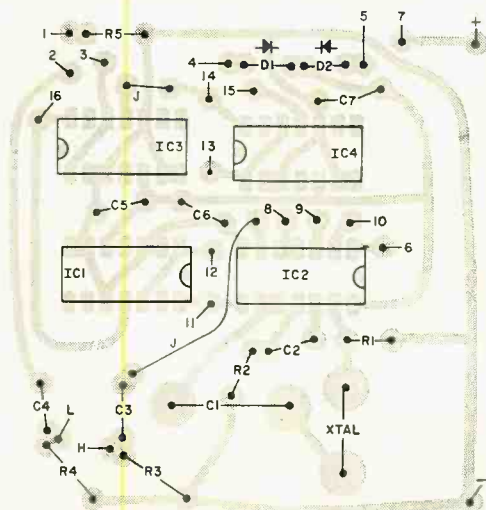 1 R5 5 7 +
2 3 4 D1 D2
16 J 14 15 C7
IC3 13 IC4
C5 C6 8 9 10
IC1 12 IC2 6
11
J C2 R1
R2
C4 L C3 C1 XTAL
H
R4 R3 -